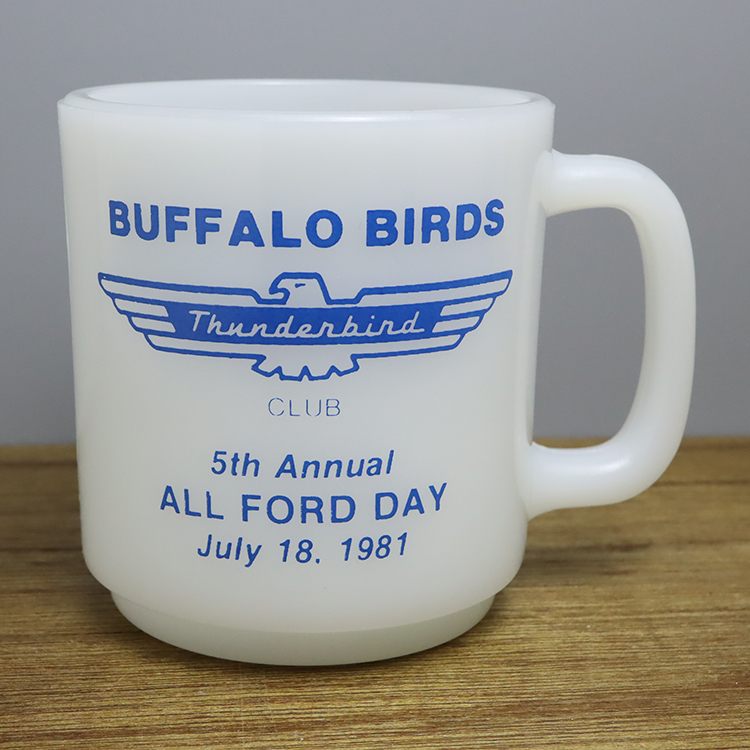 BUFFALO BIRDS
Thunderbird
CLUB
5th Annual
ALL FORD DAY
July 18, 1981